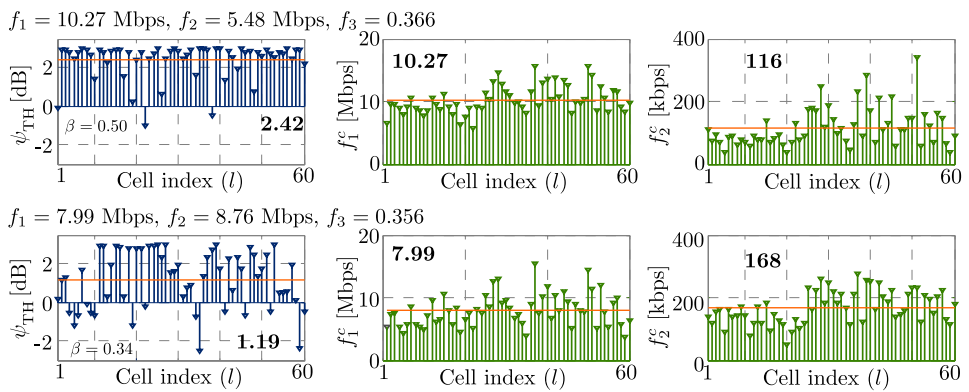 f₁ = 10.27 Mbps, f₂ = 5.48 Mbps, f₃ = 0.366
ψ_TH [dB]
2
0
-2
β = 0.50
2.42
1
60
Cell index (l)
f₁ᶜ [Mbps]
20
10
0
10.27
1
60
Cell index (l)
f₂ᶜ [kbps]
400
200
0
116
1
60
Cell index (l)
f₁ = 7.99 Mbps, f₂ = 8.76 Mbps, f₃ = 0.356
ψ_TH [dB]
2
0
-2
β = 0.34
1.19
1
60
Cell index (l)
f₁ᶜ [Mbps]
20
10
0
7.99
1
60
Cell index (l)
f₂ᶜ [kbps]
400
200
0
168
1
60
Cell index (l)